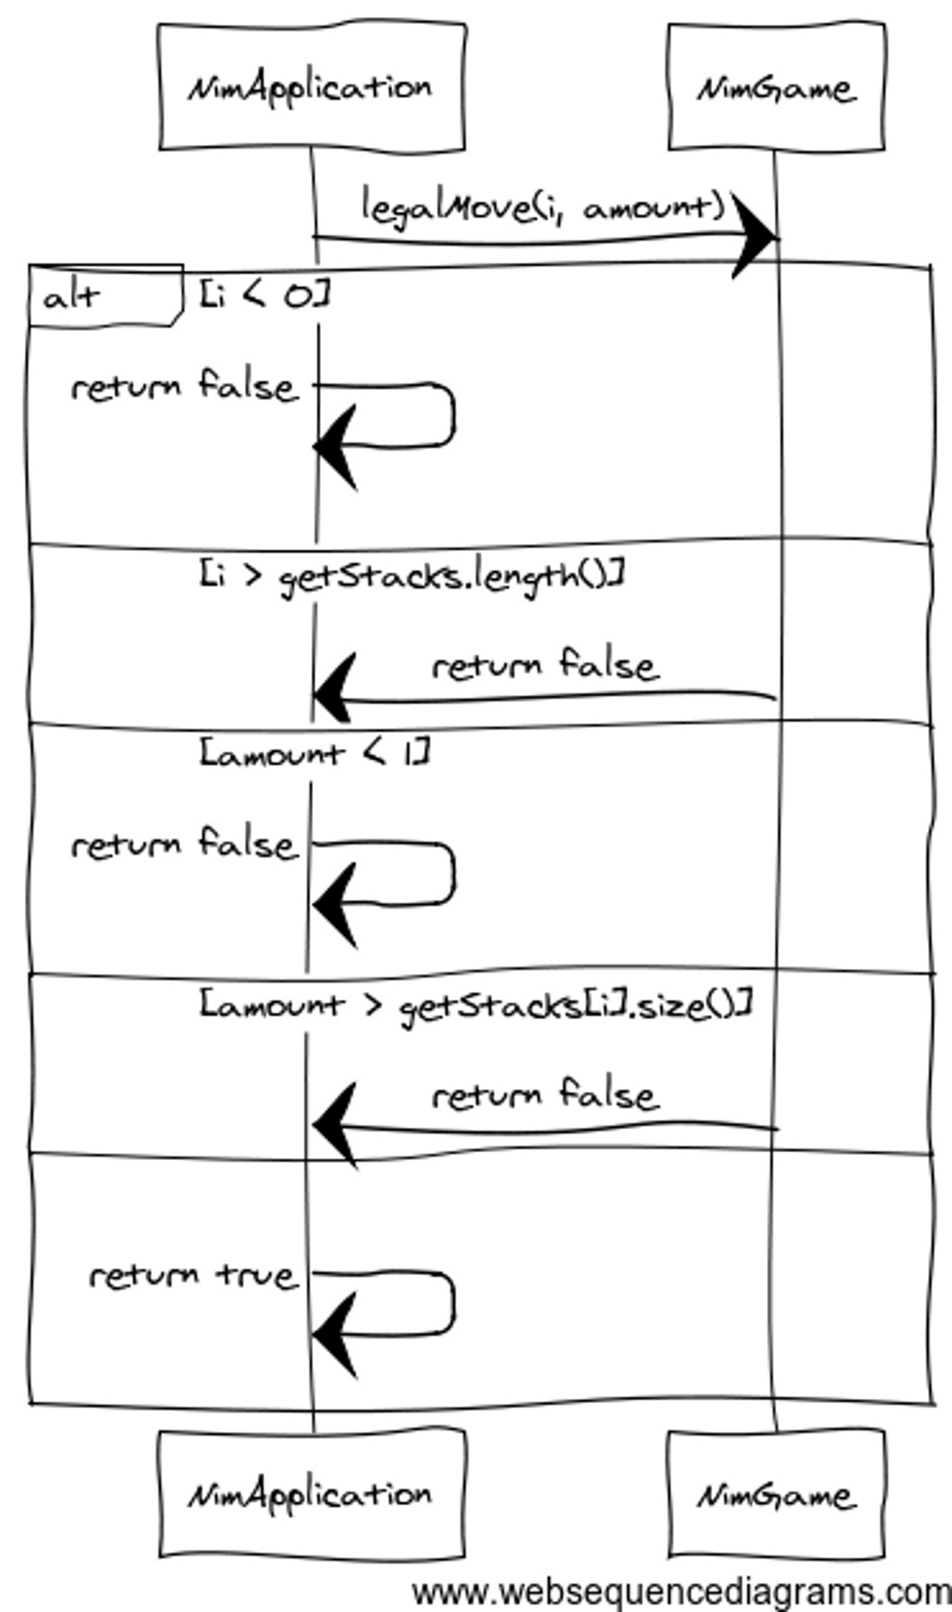 NimApplication
NimGame
legalMove(i, amount)
alt
[i < 0]
return false
[i > getStacks.length()]
return false
[amount < 1]
return false
[amount > getStacks[i].size()]
return false
return true
NimApplication
NimGame
www.websequencediagrams.com